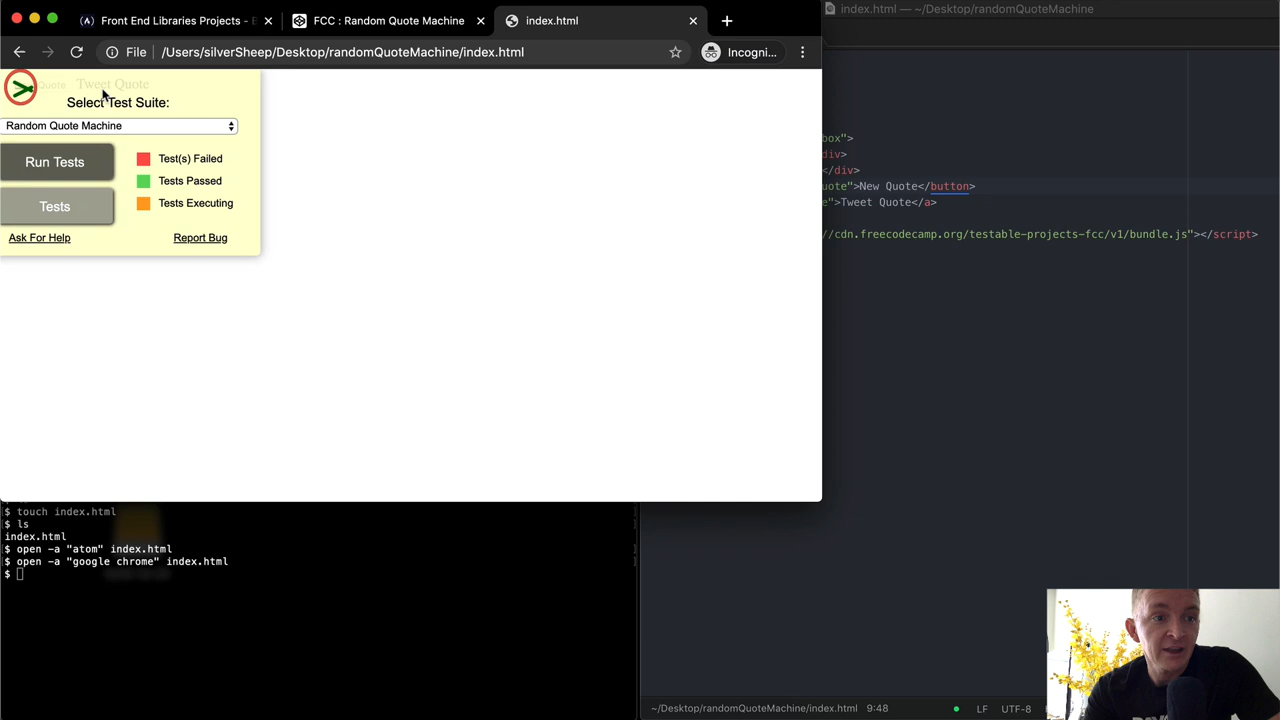 Front End Libraries Projects - B
FCC : Random Quote Machine
index.html
index.html — ~/Desktop/randomQuoteMachine
File
/Users/silverSheep/Desktop/randomQuoteMachine/index.html
Incogni...
Quote Tweet Quote
Select Test Suite:
Random Quote Machine
Run Tests
Test(s) Failed
Tests Passed
Tests
Tests Executing
Ask For Help
Report Bug
box">
div>
</div>
uote">New Quote</button>
e">Tweet Quote</a>
//cdn.freecodecamp.org/testable-projects-fcc/v1/bundle.js"></script>
$ touch index.html
$ ls
index.html
$ open -a "atom" index.html
$ open -a "google chrome" index.html
$
~/Desktop/randomQuoteMachine/index.html 9:48
LF UTF-8